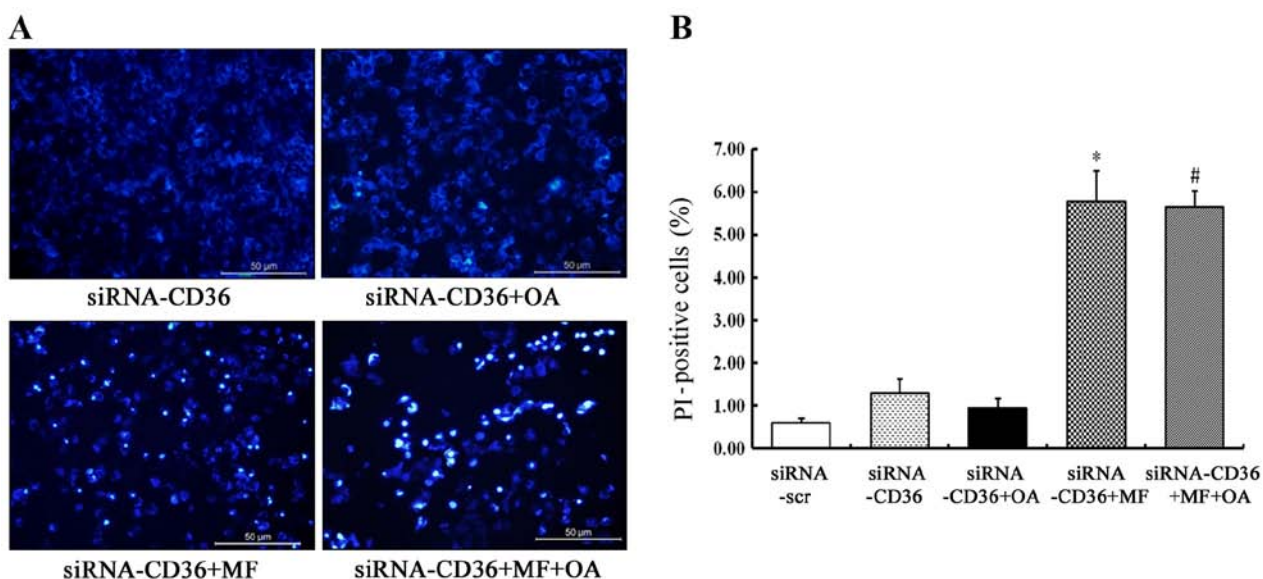 A
50 µm
50 µm
siRNA-CD36
siRNA-CD36+OA
50 µm
50 µm
siRNA-CD36+MF
siRNA-CD36+MF+OA
B
PI-positive cells (%)
7.00
6.00
5.00
4.00
3.00
2.00
1.00
0.00
*
#
siRNA
-scr
siRNA
-CD36
siRNA
-CD36+OA
siRNA
-CD36+MF
siRNA-CD36
+MF+OA